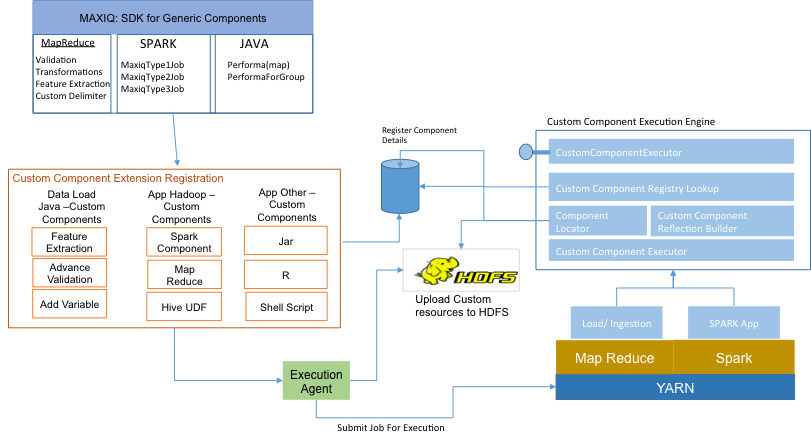 MAXIQ: SDK for Generic Components
MapReduce
Validation
Transformations
Feature Extraction
Custom Delimiter
SPARK
MaxiqType1Job
MaxiqType2Job
MaxiqType3Job
JAVA
Performa(map)
PerformaForGroup
Custom Component Extension Registration
Data Load
Java –Custom
Components
Feature
Extraction
Advance
Validation
Add Variable
App Hadoop –
Custom
Components
Spark
Component
Map
Reduce
Hive UDF
App Other –
Custom
Components
Jar
R
Shell Script
Register Component
Details
HDFS
Upload Custom
resources to HDFS
Execution
Agent
Submit Job For Execution
Custom Component Execution Engine
CustomComponentExecutor
Custom Component Registry Lookup
Component
Locator
Custom Component
Reflection Builder
Custom Component Executor
Load/ Ingestion
SPARK App
Map Reduce
Spark
YARN